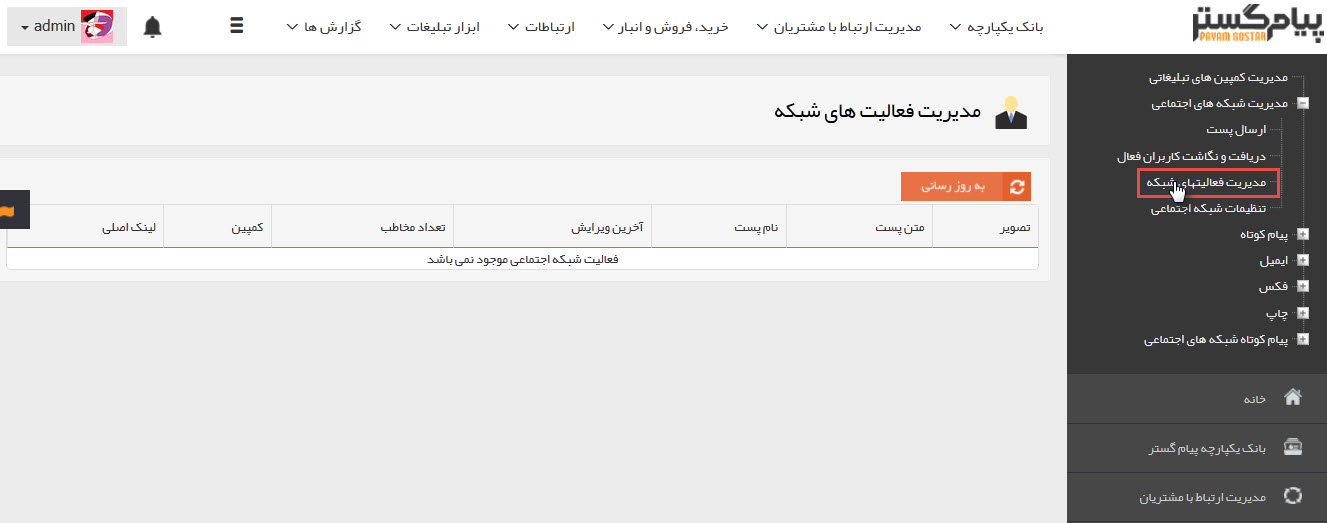 پیام گستر
PAYAM GOSTAR
بانک یکپارچه
مدیریت ارتباط با مشتریان
خرید، فروش و انبار
ارتباطات
ابزار تبلیغات
گزارش ها
admin
مدیریت کمپین های تبلیغاتی
مدیریت شبکه های اجتماعی
ارسال پست
دریافت و نگاشت کاربران فعال
مدیریت فعالیتهای شبکه
تنظیمات شبکه اجتماعی
پیام کوتاه
ایمیل
فکس
چاپ
پیام کوتاه شبکه های اجتماعی
خانه
بانک یکپارچه پیام گستر
مدیریت ارتباط با مشتریان
مدیریت فعالیت های شبکه
به روز رسانی
تصویر
متن پست
نام پست
آخرین ویرایش
تعداد مخاطب
کمپین
لینک اصلی
فعالیت شبکه اجتماعی موجود نمی باشد